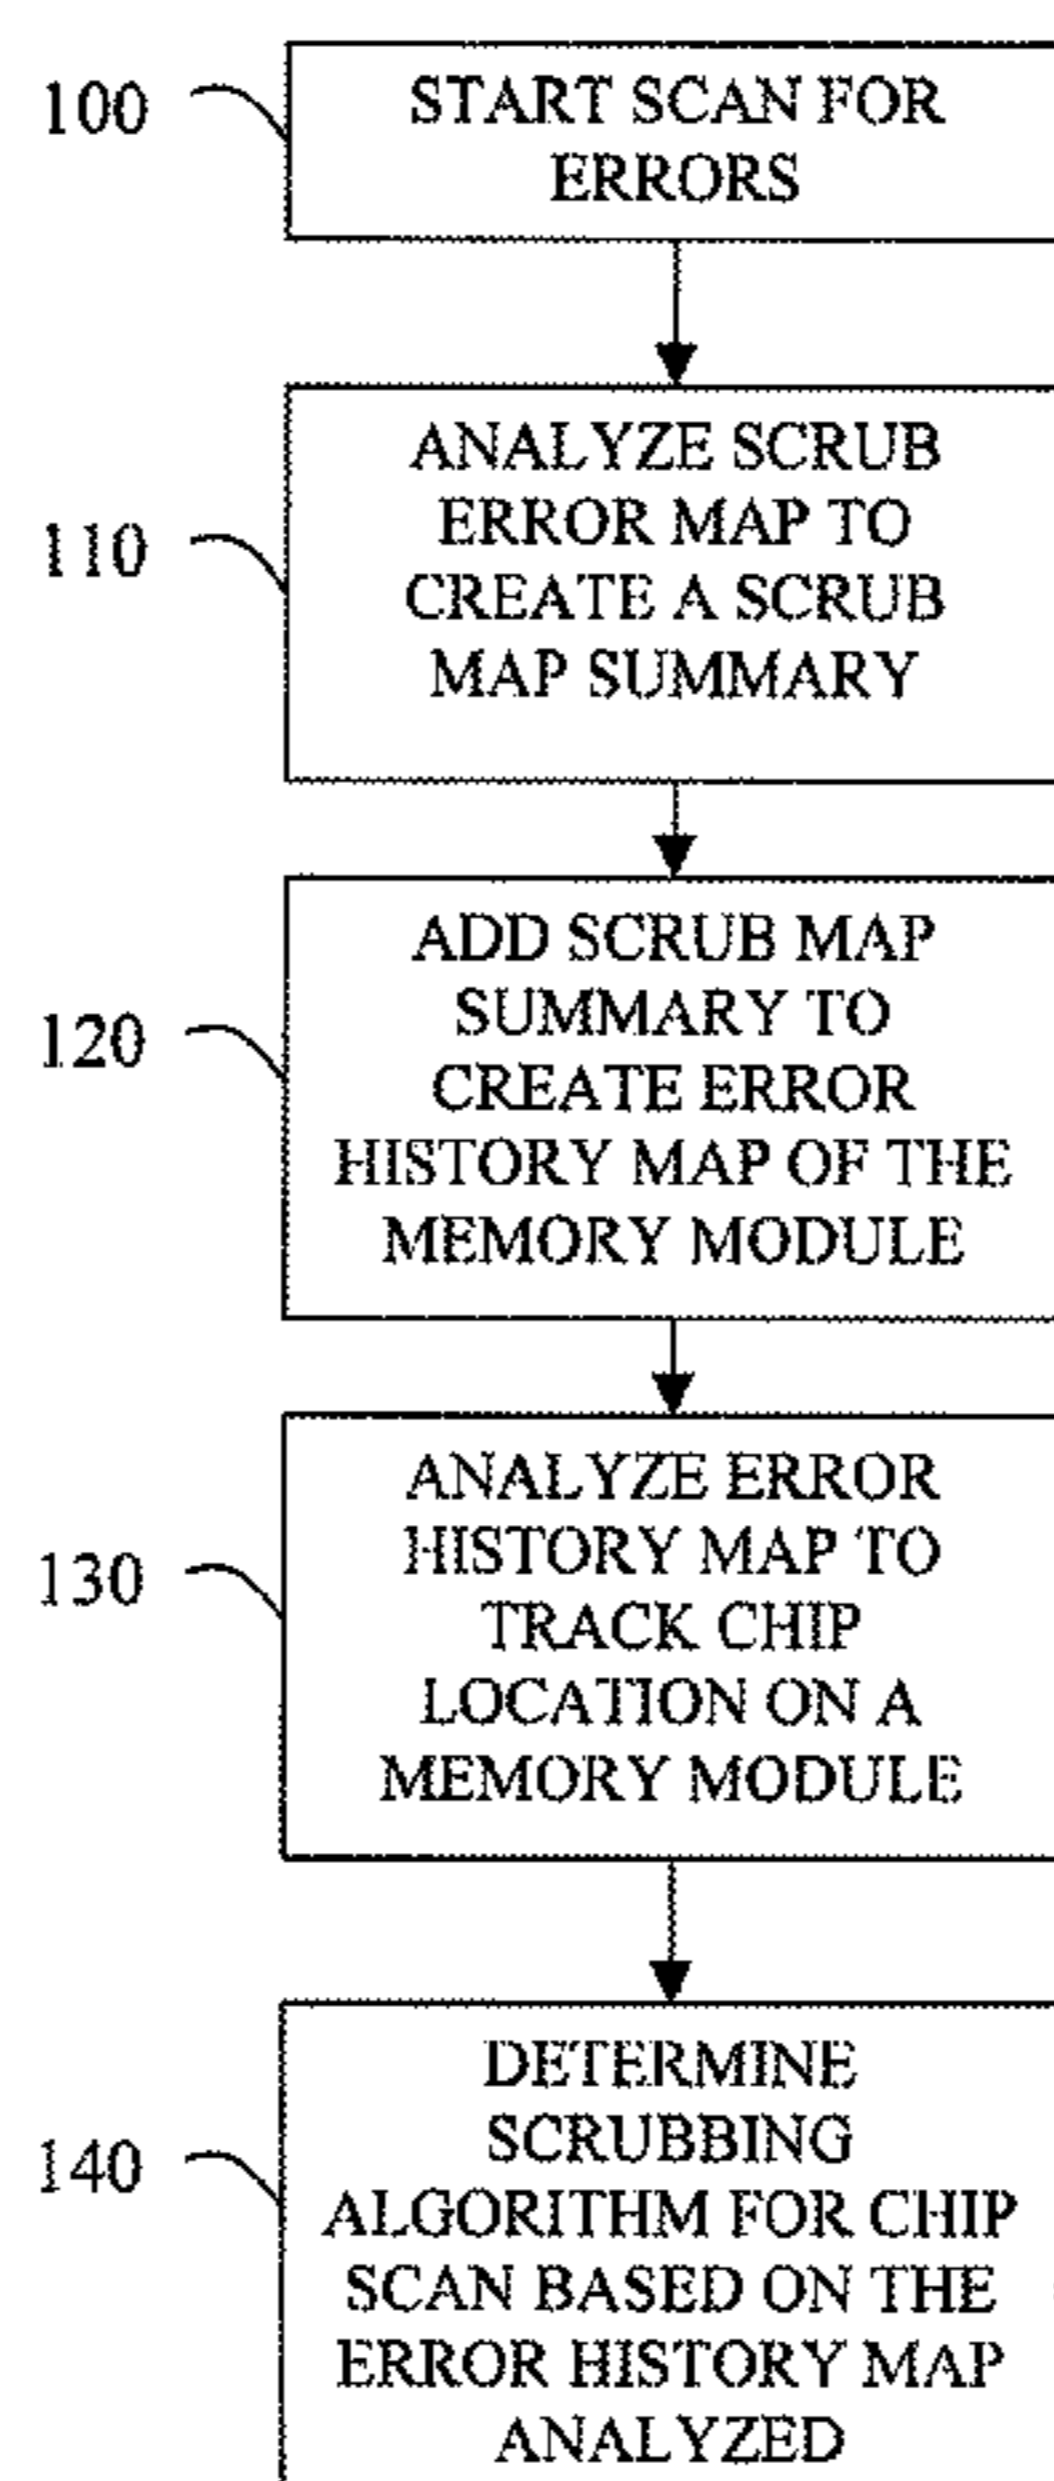 100
START SCAN FOR
ERRORS
110
ANALYZE SCRUB
ERROR MAP TO
CREATE A SCRUB
MAP SUMMARY
120
ADD SCRUB MAP
SUMMARY TO
CREATE ERROR
HISTORY MAP OF THE
MEMORY MODULE
130
ANALYZE ERROR
HISTORY MAP TO
TRACK CHIP
LOCATION ON A
MEMORY MODULE
140
DETERMINE
SCRUBBING
ALGORITHM FOR CHIP
SCAN BASED ON THE
ERROR HISTORY MAP
ANALYZED